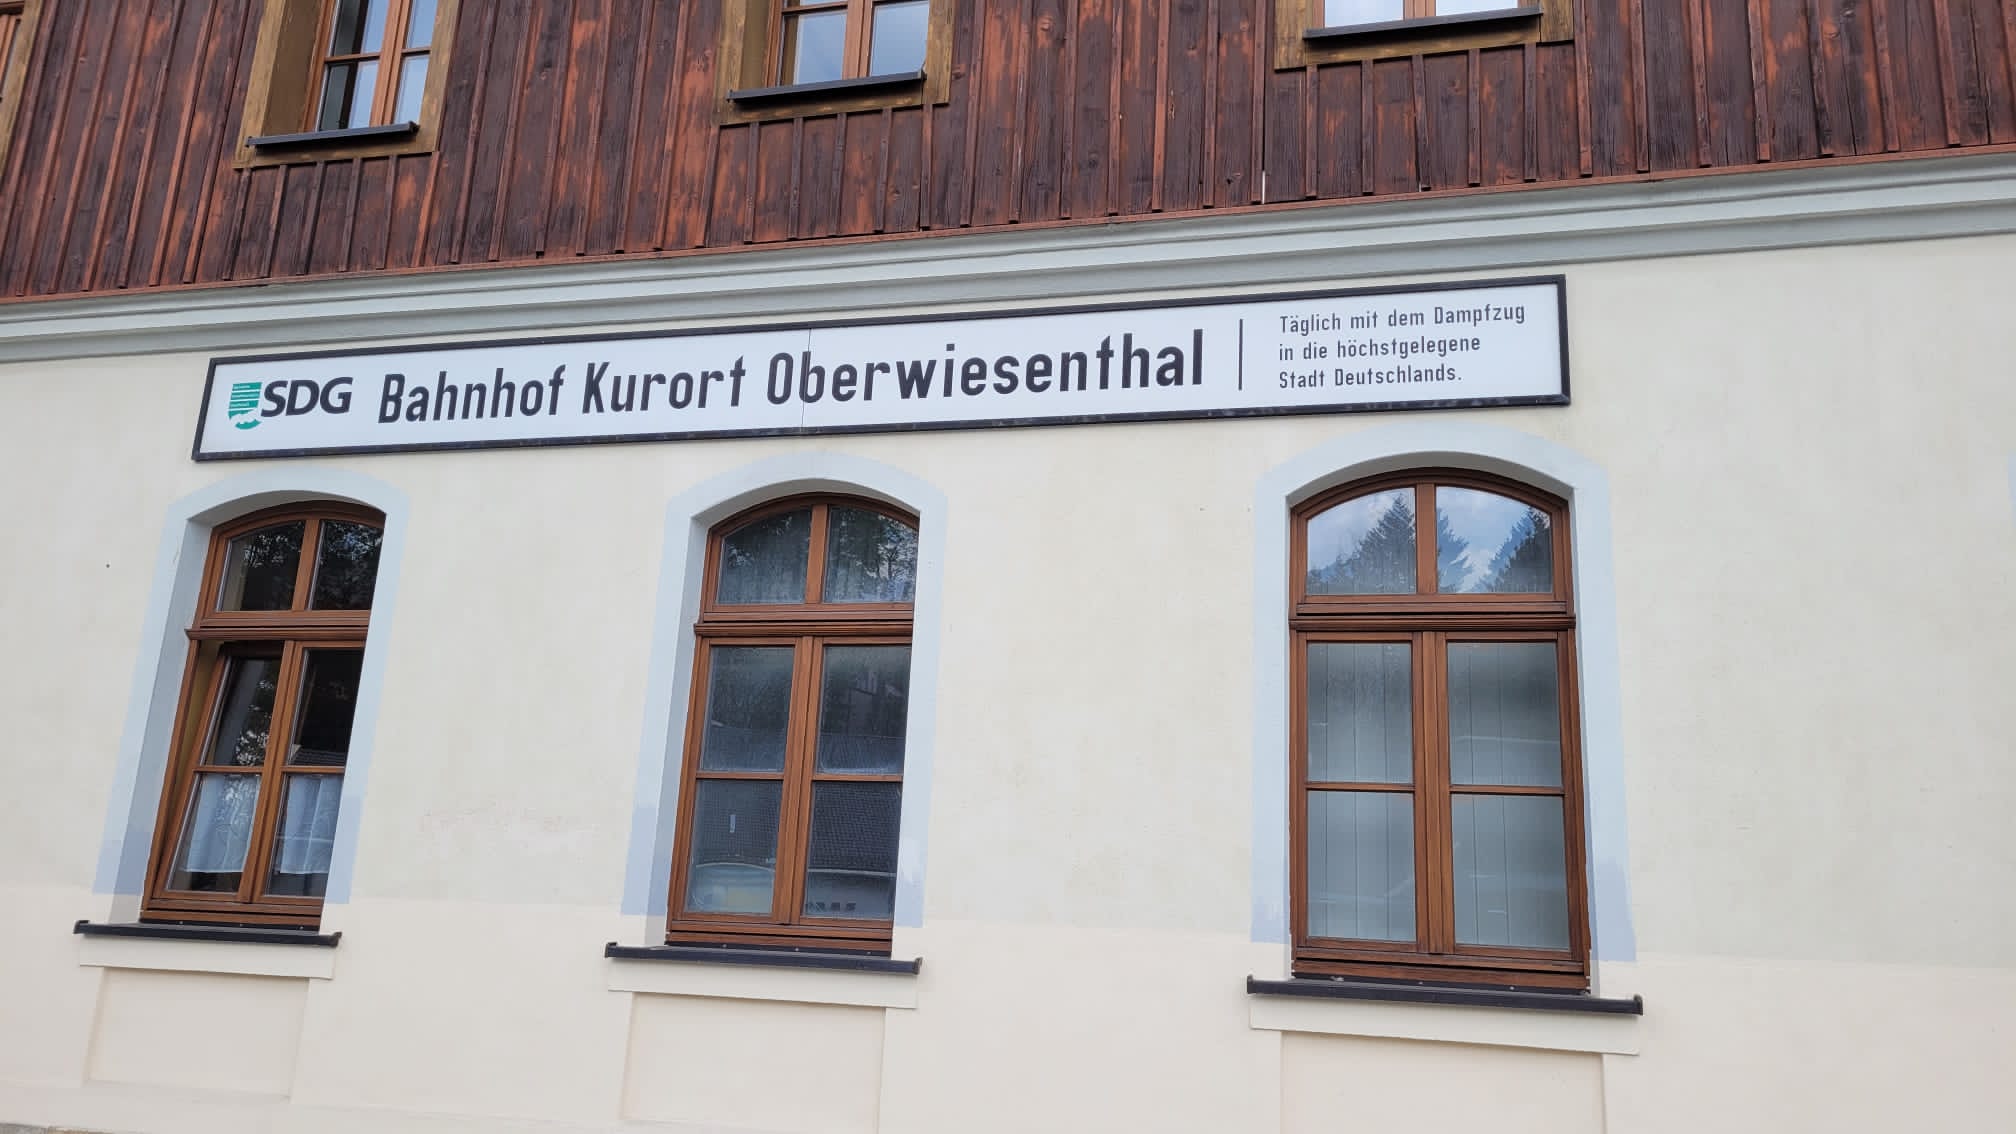 SDG Bahnhof Kurort Oberwiesenthal
Täglich mit dem Dampfzug
in die höchstgelegene
Stadt Deutschlands.